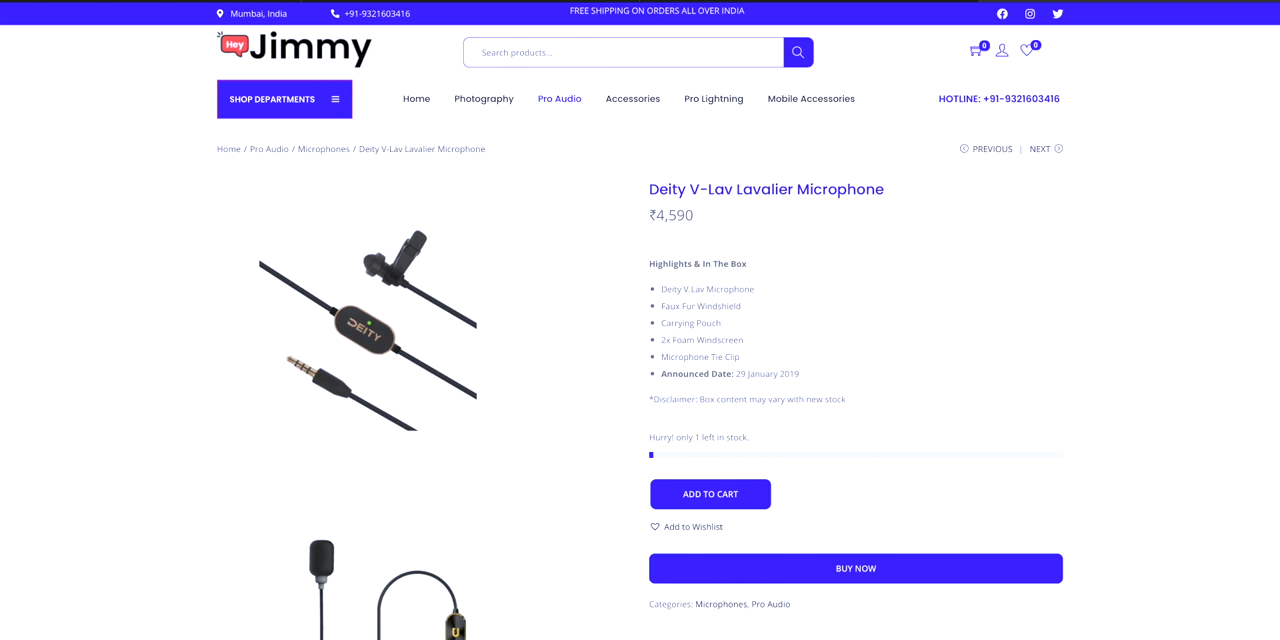 Mumbai, India
+91-9321603416
FREE SHIPPING ON ORDERS ALL OVER INDIA
Hey Jimmy
Search products...
0
0
SHOP DEPARTMENTS
Home
Photography
Pro Audio
Accessories
Pro Lightning
Mobile Accessories
HOTLINE: +91-9321603416
Home / Pro Audio / Microphones / Deity V-Lav Lavalier Microphone
PREVIOUS | NEXT
Deity V-Lav Lavalier Microphone
₹4,590
DEITY
Highlights & In The Box
Deity V.Lav Microphone
Faux Fur Windshield
Carrying Pouch
2x Foam Windscreen
Microphone Tie Clip
Announced Date: 29 January 2019
*Disclaimer: Box content may vary with new stock
Hurry! only 1 left in stock.
ADD TO CART
Add to Wishlist
BUY NOW
Categories: Microphones, Pro Audio